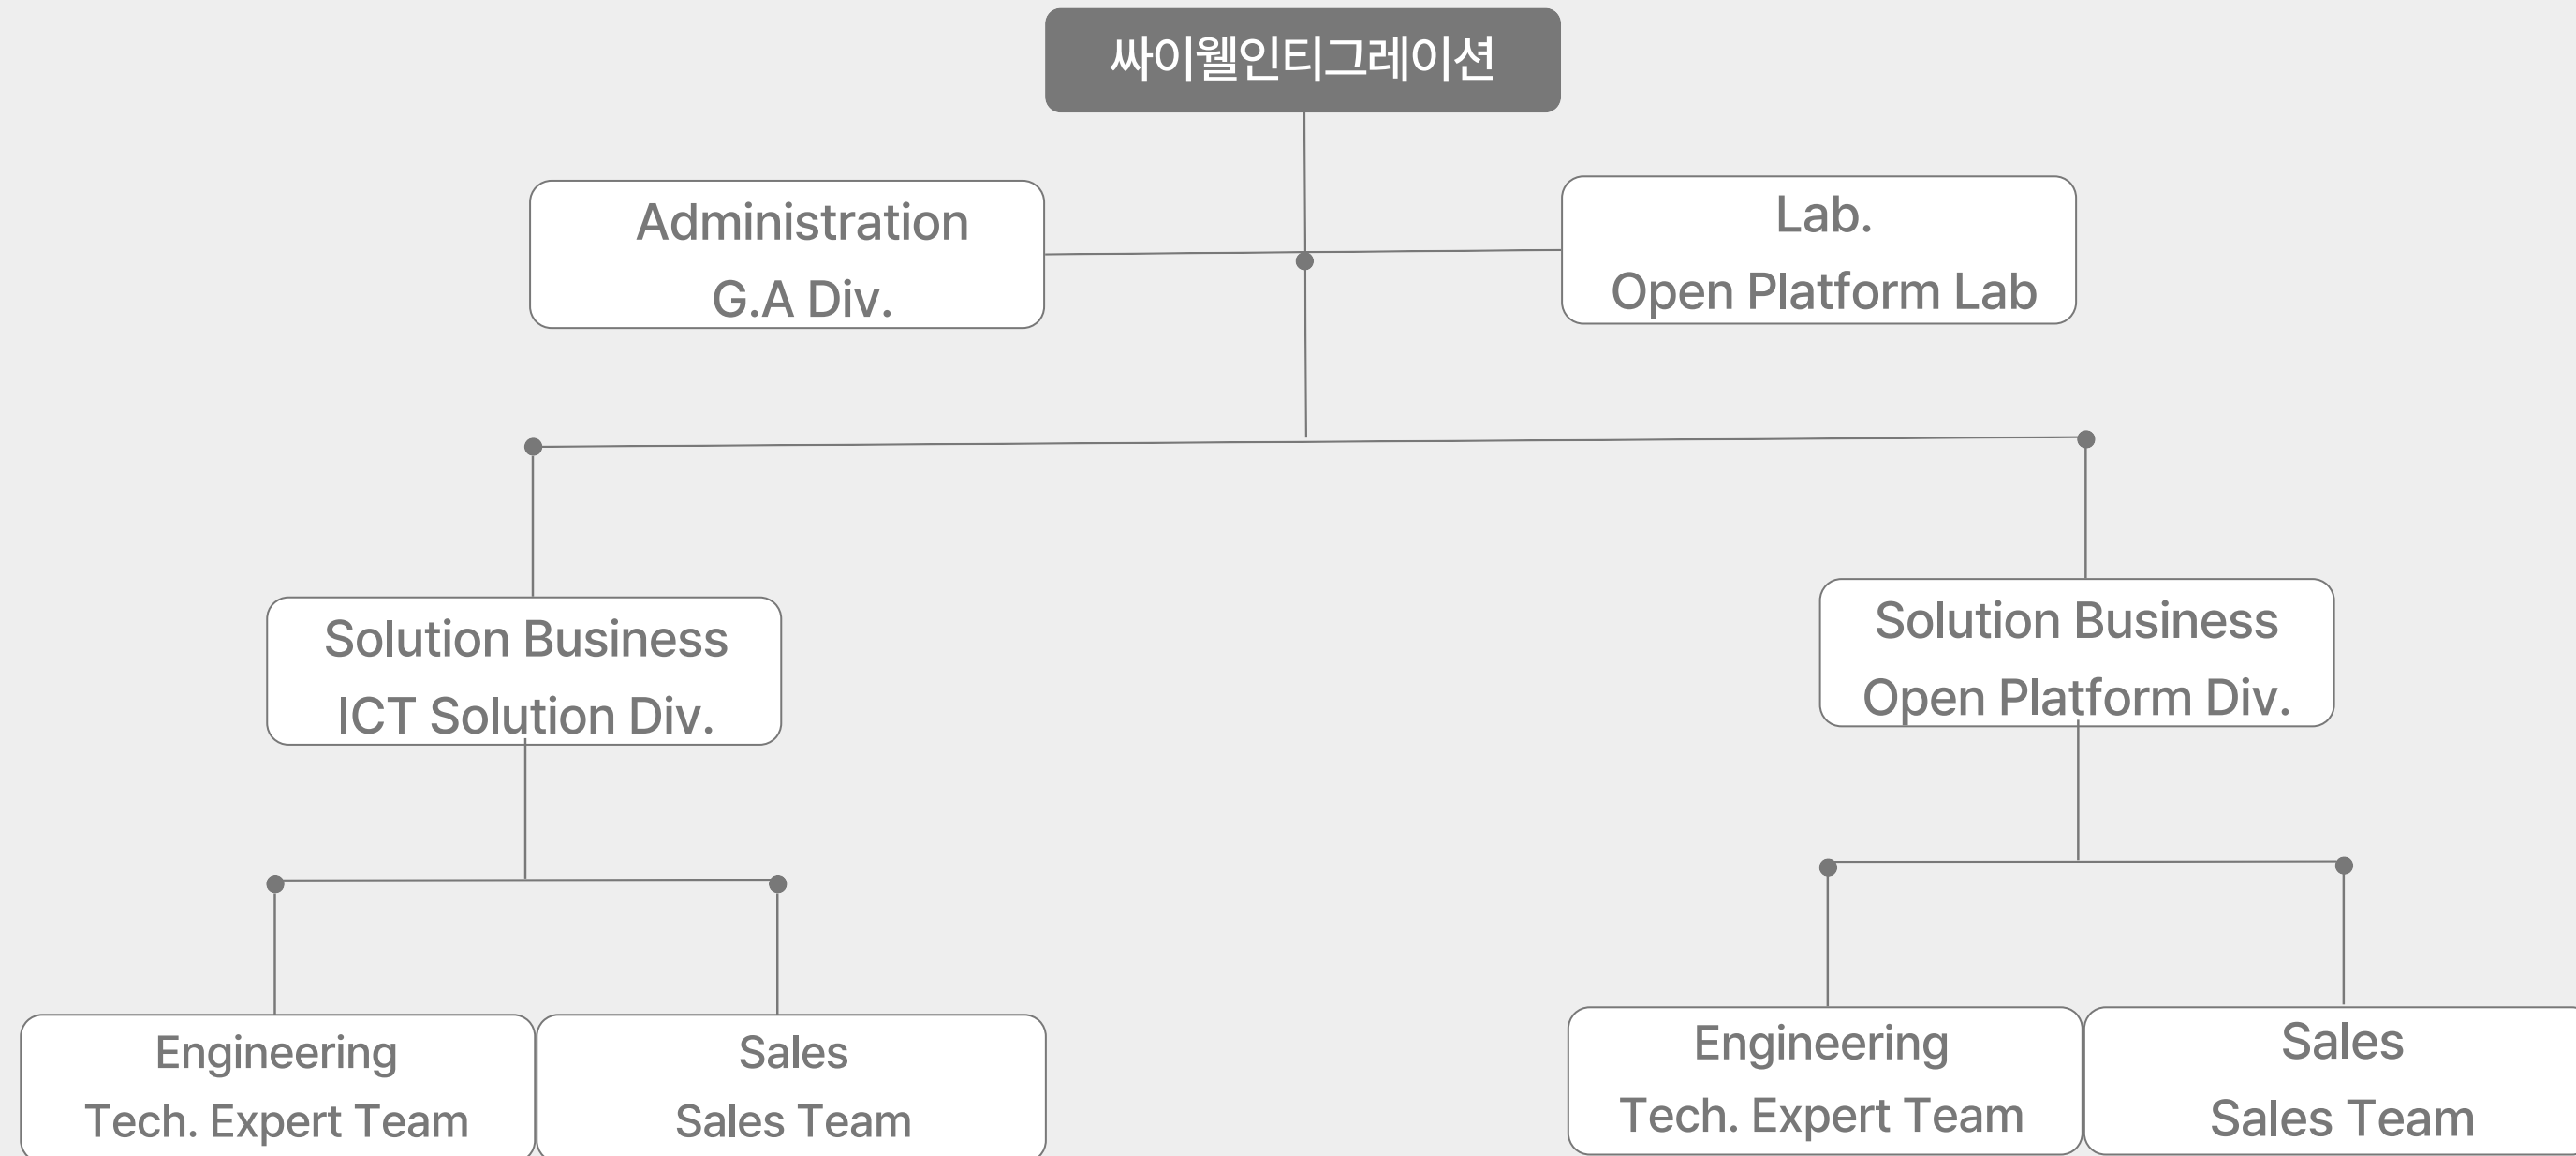 싸이웰인티그레이션
Administration
G.A Div.
Lab.
Open Platform Lab
Solution Business
ICT Solution Div.
Solution Business
Open Platform Div.
Engineering
Tech. Expert Team
Sales
Sales Team
Engineering
Tech. Expert Team
Sales
Sales Team